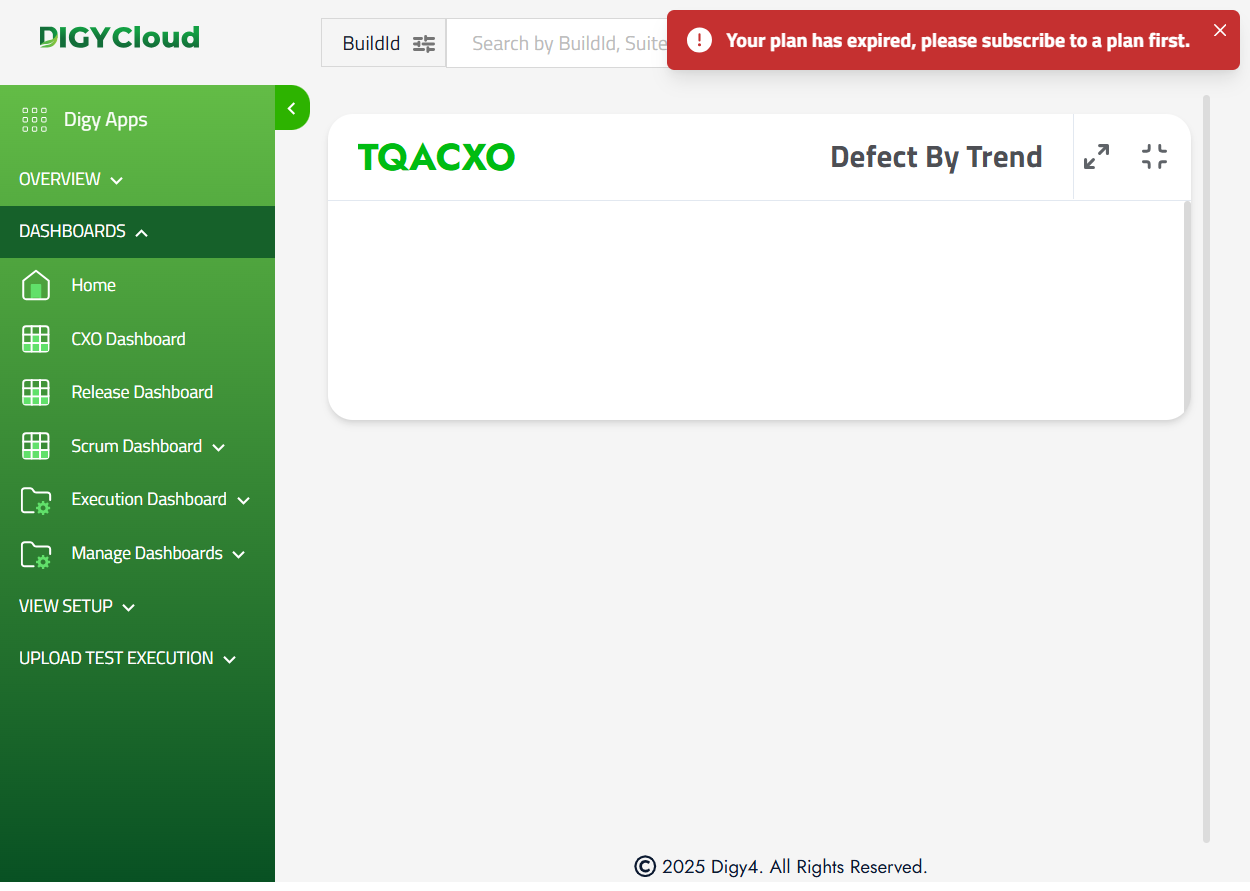 DIGYCloud
BuildId
Search by BuildId, Suite
Your plan has expired, please subscribe to a plan first.
Digy Apps
OVERVIEW
DASHBOARDS
Home
CXO Dashboard
Release Dashboard
Scrum Dashboard
Execution Dashboard
Manage Dashboards
VIEW SETUP
UPLOAD TEST EXECUTION
TQACXO
Defect By Trend
© 2025 Digy4. All Rights Reserved.